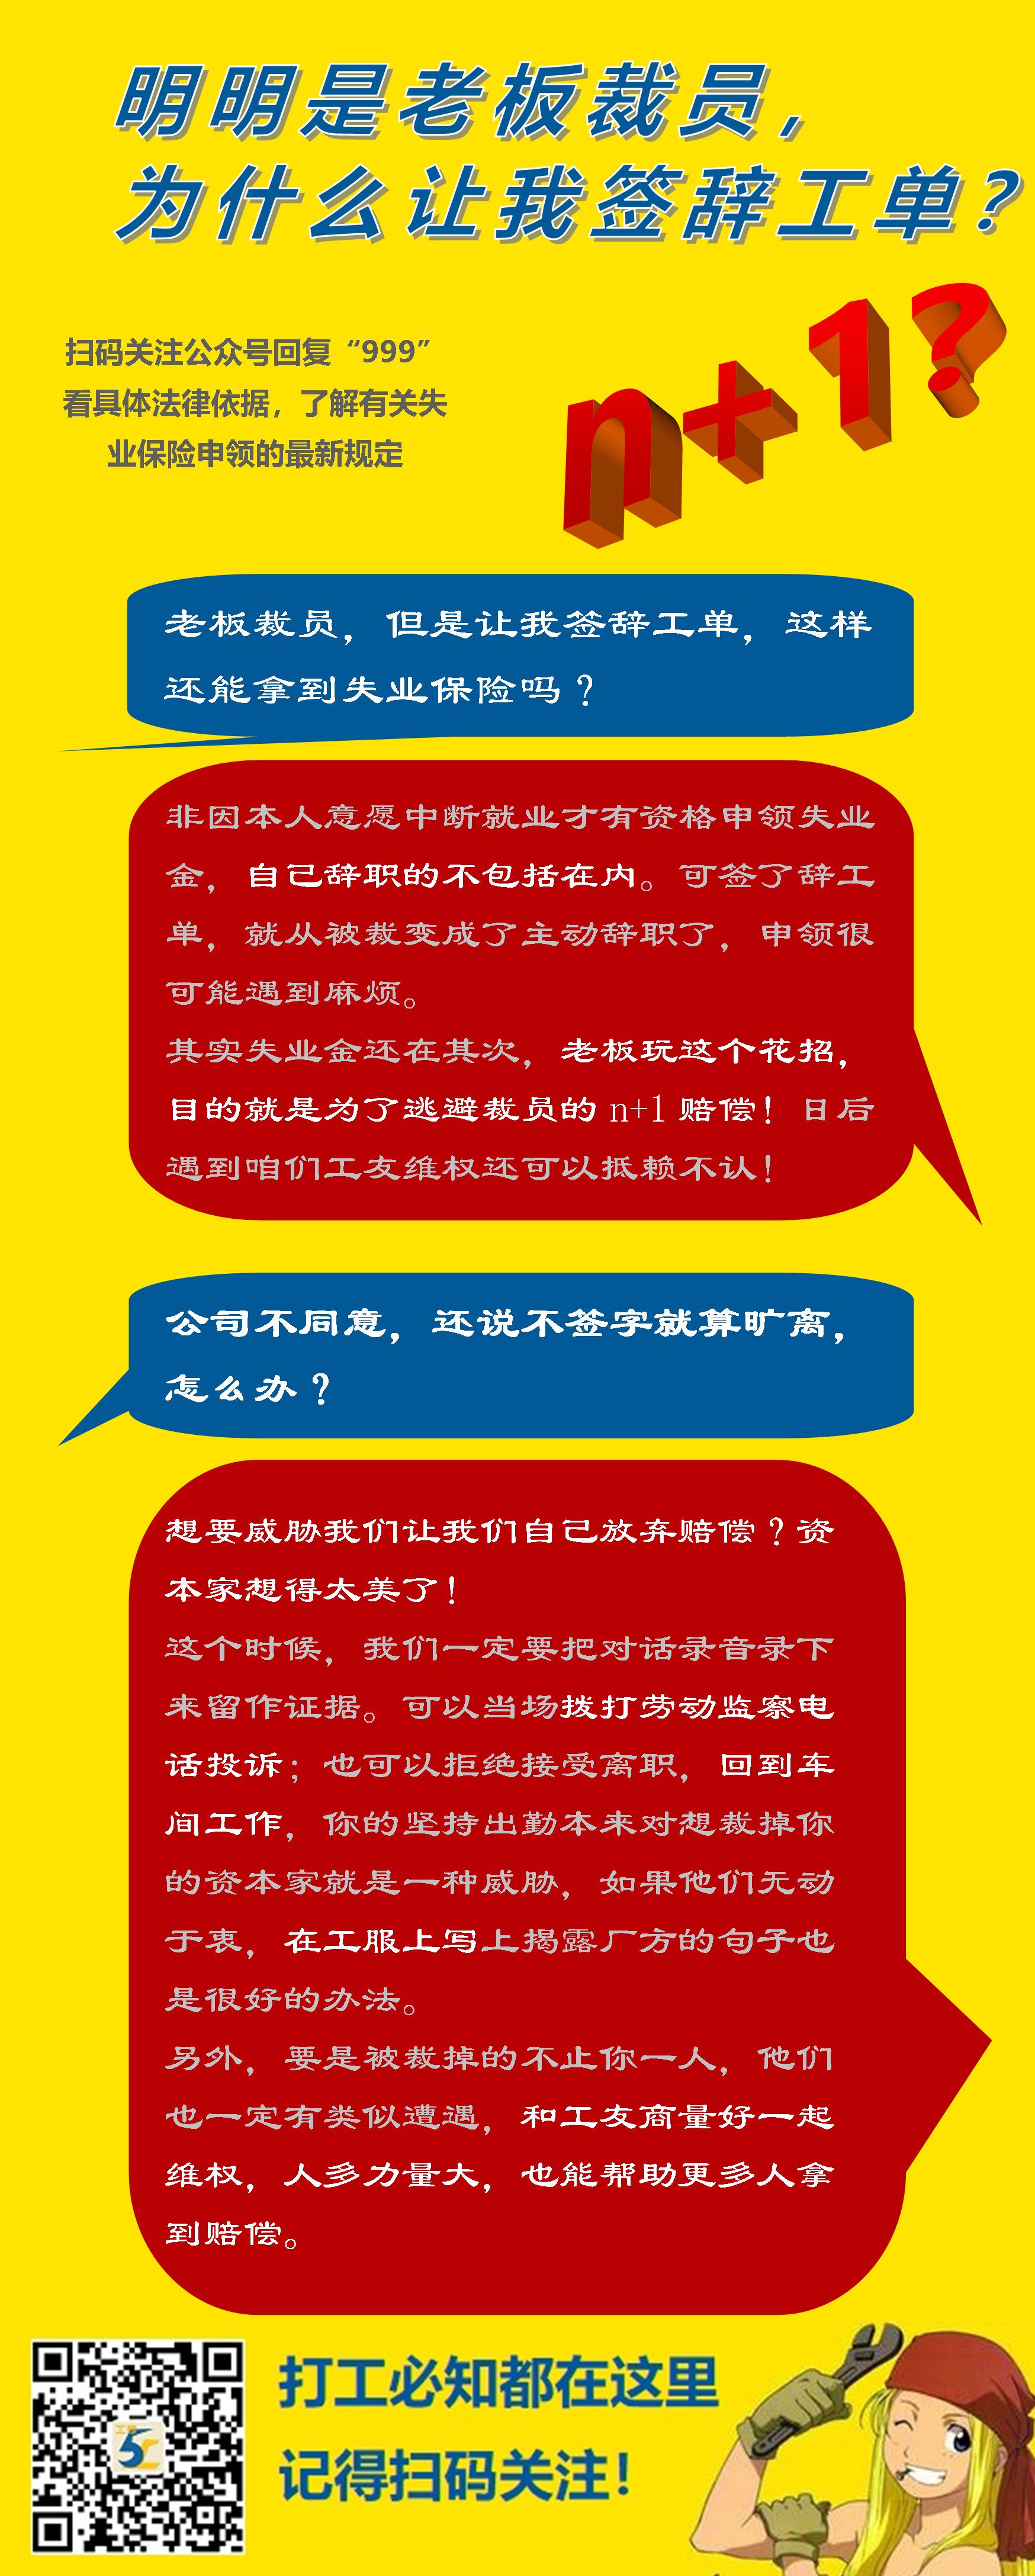 明明是老板裁员，
为什么让我签辞工单？
扫码关注公众号回复“999”
看具体法律依据，了解有关失
业保险申领的最新规定
n+1？
老板裁员，但是让我签辞工单，这样
还能拿到失业保险吗？
非因本人意愿中断就业才有资格申领失业
金，自己辞职的不包括在内。可签了辞工
单，就从被裁变成了主动辞职了，申领很
可能遇到麻烦。
其实失业金还在其次，老板玩这个花招，
目的就是为了逃避裁员的 n+1 赔偿！日后
遇到咱们工友维权还可以抵赖不认！
公司不同意，还说不签字就算旷离，
怎么办？
想要威胁我们让我们自己放弃赔偿？资
本家想得太美了！
这个时候，我们一定要把对话录音录下
来留作证据。可以当场拨打劳动监察电
话投诉；也可以拒绝接受离职，回到车
间工作，你的坚持出勤本来对想裁掉你
的资本家就是一种威胁，如果他们无动
于衷，在工服上写上揭露厂方的句子也
是很好的办法。
另外，要是被裁掉的不止你一人，他们
也一定有类似遭遇，和工友商量好一起
维权，人多力量大，也能帮助更多人拿
到赔偿。
打工必知都在这里
记得扫码关注！